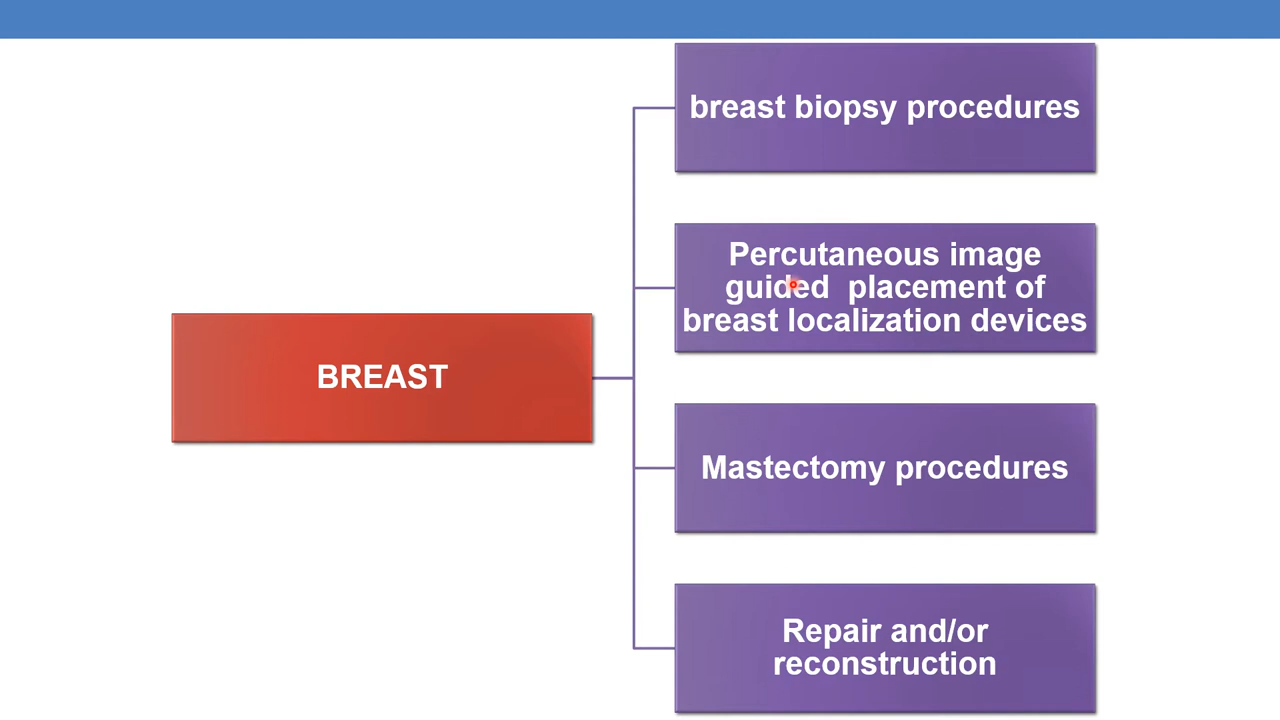 breast biopsy procedures
Percutaneous image
guided  placement of
breast localization devices
BREAST
Mastectomy procedures
Repair and/or
reconstruction